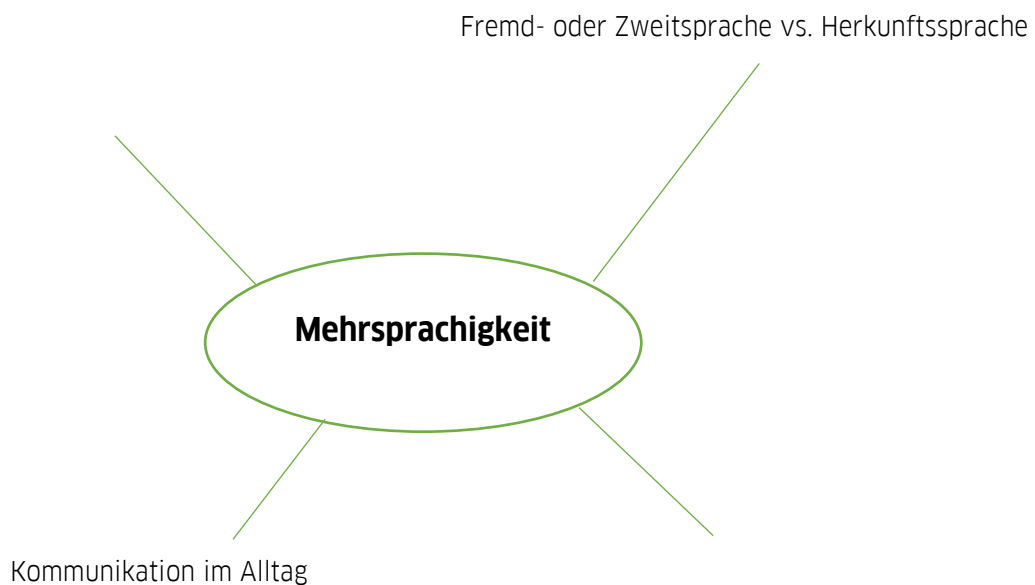 Fremd- oder Zweitsprache vs. Herkunftssprache
Mehrsprachigkeit
Kommunikation im Alltag